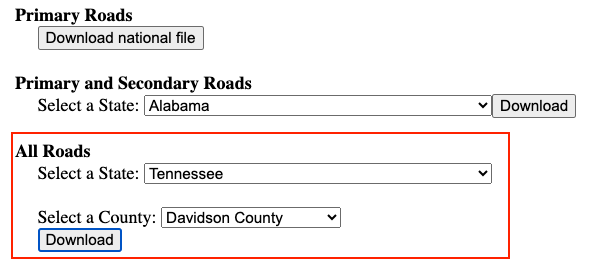 Primary Roads
Download national file
Primary and Secondary Roads
Select a State: Alabama Download
All Roads
Select a State: Tennessee
Select a County: Davidson County
Download